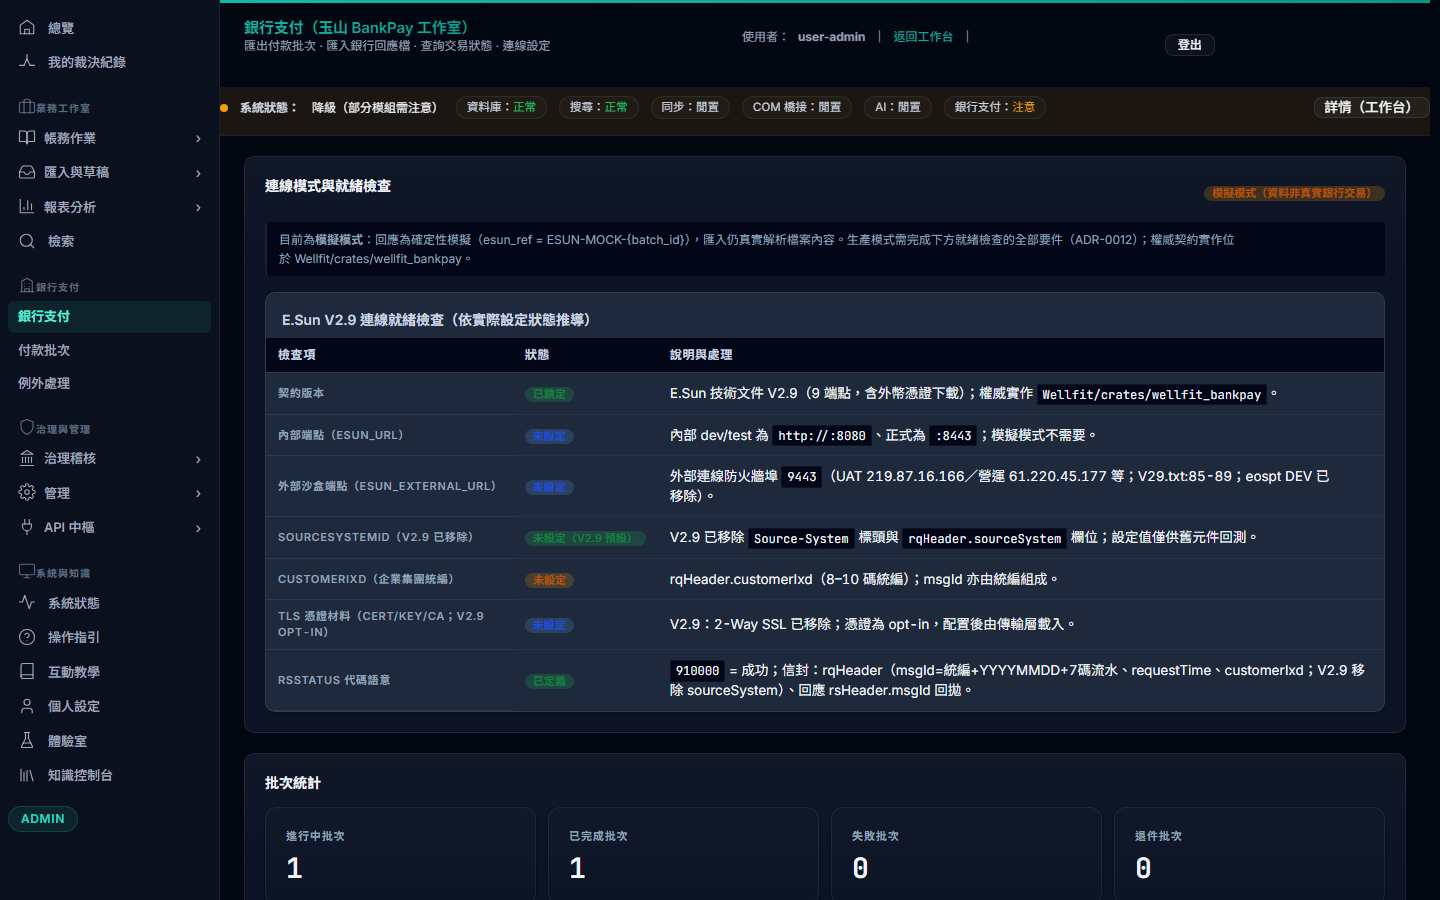 總覽
我的裁決紀錄
業務工作室
帳務作業
匯入與草稿
報表分析
檢索
銀行支付
銀行支付
付款批次
例外處理
治理與管理
治理稽核
管理
API 中樞
系統與知識
系統狀態
操作指引
互動教學
個人設定
體驗室
知識控制台
ADMIN
銀行支付（玉山 BankPay 工作室）
匯出付款批次 · 匯入銀行回應檔 · 查詢交易狀態 · 連線設定
使用者： user-admin | 返回工作台 |
登出
系統狀態： 降級（部分模組需注意） 資料庫：正常 搜尋：正常 同步：閒置 COM 橋接：閒置 AI：閒置 銀行支付：注意 詳情（工作台）
連線模式與就緒檢查
模擬模式（資料非真實銀行交易）
目前為模擬模式：回應為確定性模擬（esun_ref = ESUN-MOCK-{batch_id}），匯入仍真實解析檔案內容。生產模式需完成下方就緒檢查的全部要件（ADR-0012）；權威契約實作位
於 Wellfit/crates/wellfit_bankpay。
E.Sun V2.9 連線就緒檢查（依實際設定狀態推導）
檢查項 狀態 說明與處理
契約版本 已鎖定 E.Sun 技術文件 V2.9（9 端點，含外幣憑證下載）；權威實作 Wellfit/crates/wellfit_bankpay 。
內部端點（ESUN_URL） 未設定 內部 dev/test 為 http://:8080 、正式為 :8443 ；模擬模式不需要。
外部沙盒端點（ESUN_EXTERNAL_URL） 未設定 外部連線防火牆埠 9443 （UAT 219.87.16.166／營運 61.220.45.177 等；V29.txt:85-89；eospt DEV 已
移除）。
SOURCESYSTEMID（V2.9 已移除） 未設定（V2.9 預設） V2.9 已移除 Source-System 標頭與 rqHeader.sourceSystem 欄位；設定值僅供舊元件回測。
CUSTOMERIXD（企業集團統編） 未設定 rqHeader.customerIxd（8–10 碼統編）；msgId 亦由統編組成。
TLS 憑證材料（CERT/KEY/CA；V2.9
OPT-IN） 未設定 V2.9：2-Way SSL 已移除；憑證為 opt-in，配置後由傳輸層載入。
RSSTATUS 代碼語意 已定義 910000 = 成功；信封：rqHeader（msgId=統編+YYYYMMDD+7碼流水、requestTime、customerIxd；V2.9 移
除 sourceSystem）、回應 rsHeader.msgId 回拋。
批次統計
進行中批次
1
已完成批次
1
失敗批次
0
退件批次
0